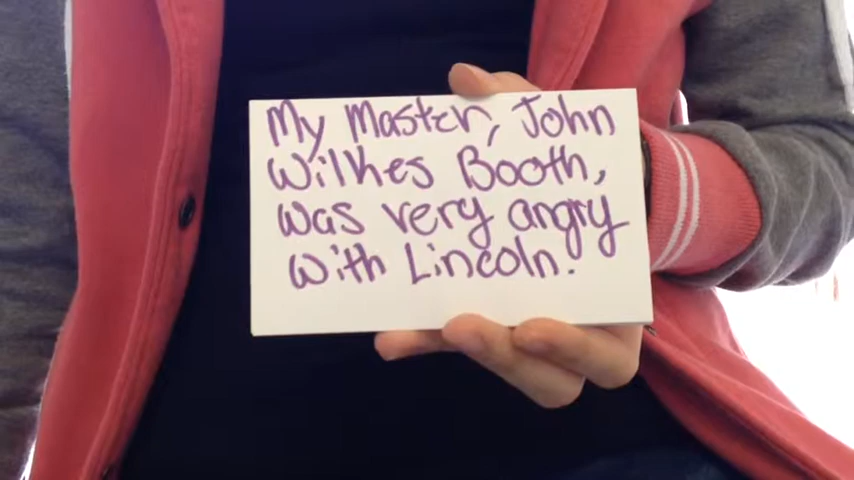 My Master, John
Wilkes Booth,
was very angry
with Lincoln.